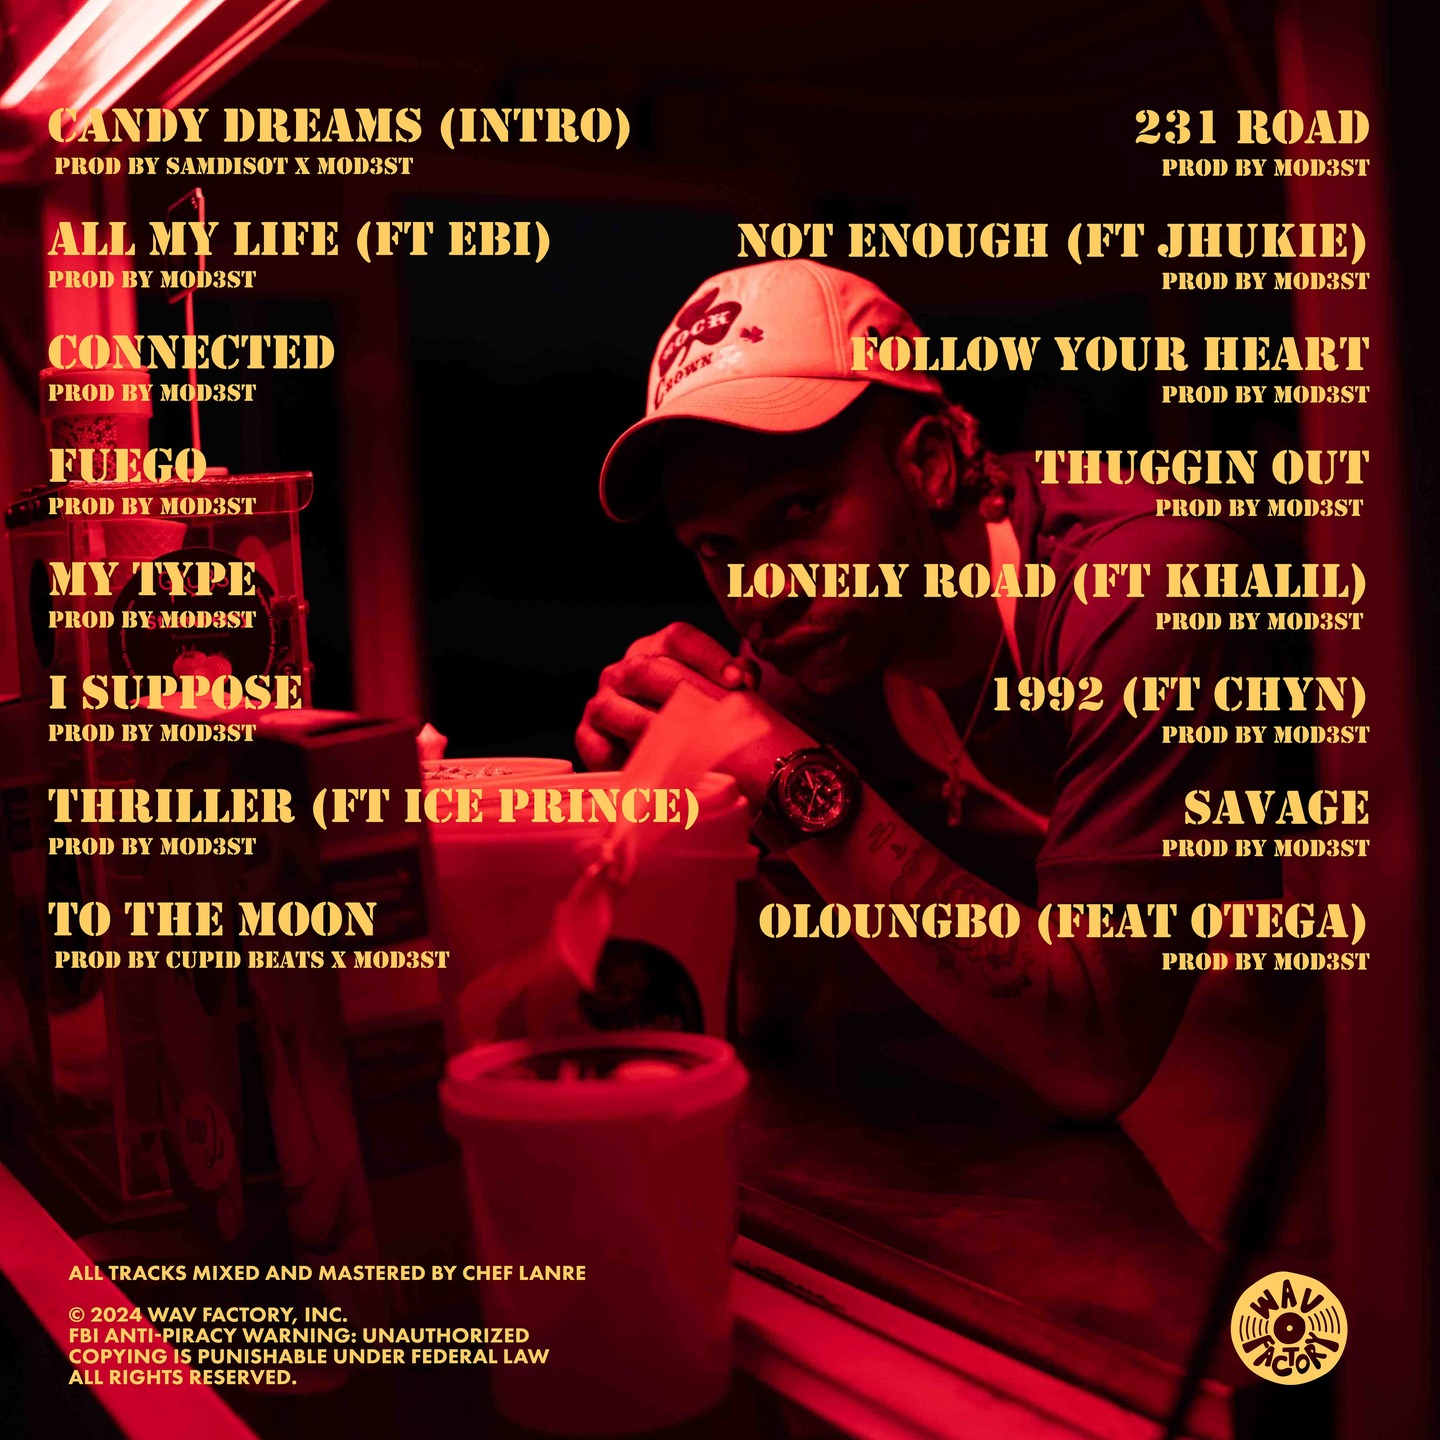 CANDY DREAMS (INTRO)
PROD BY SAMDISOT X MOD3ST
ALL MY LIFE (FT EBI)
PROD BY MOD3ST
CONNECTED
PROD BY MOD3ST
FUEGO
PROD BY MOD3ST
MY TYPE
PROD BY MOD3ST
I SUPPOSE
PROD BY MOD3ST
THRILLER (FT ICE PRINCE)
PROD BY MOD3ST
TO THE MOON
PROD BY CUPID BEATS X MOD3ST
231 ROAD
PROD BY MOD3ST
NOT ENOUGH (FT JHUKIE)
PROD BY MOD3ST
FOLLOW YOUR HEART
PROD BY MOD3ST
THUGGIN OUT
PROD BY MOD3ST
LONELY ROAD (FT KHALIL)
PROD BY MOD3ST
1992 (FT CHYN)
PROD BY MOD3ST
SAVAGE
PROD BY MOD3ST
OLOUNGBO (FEAT OTEGA)
PROD BY MOD3ST
CROWN
ALL TRACKS MIXED AND MASTERED BY CHEF LANRE
© 2024 WAV FACTORY, INC.
FBI ANTI-PIRACY WARNING: UNAUTHORIZED
COPYING IS PUNISHABLE UNDER FEDERAL LAW
ALL RIGHTS RESERVED.
WAV
FACTORY